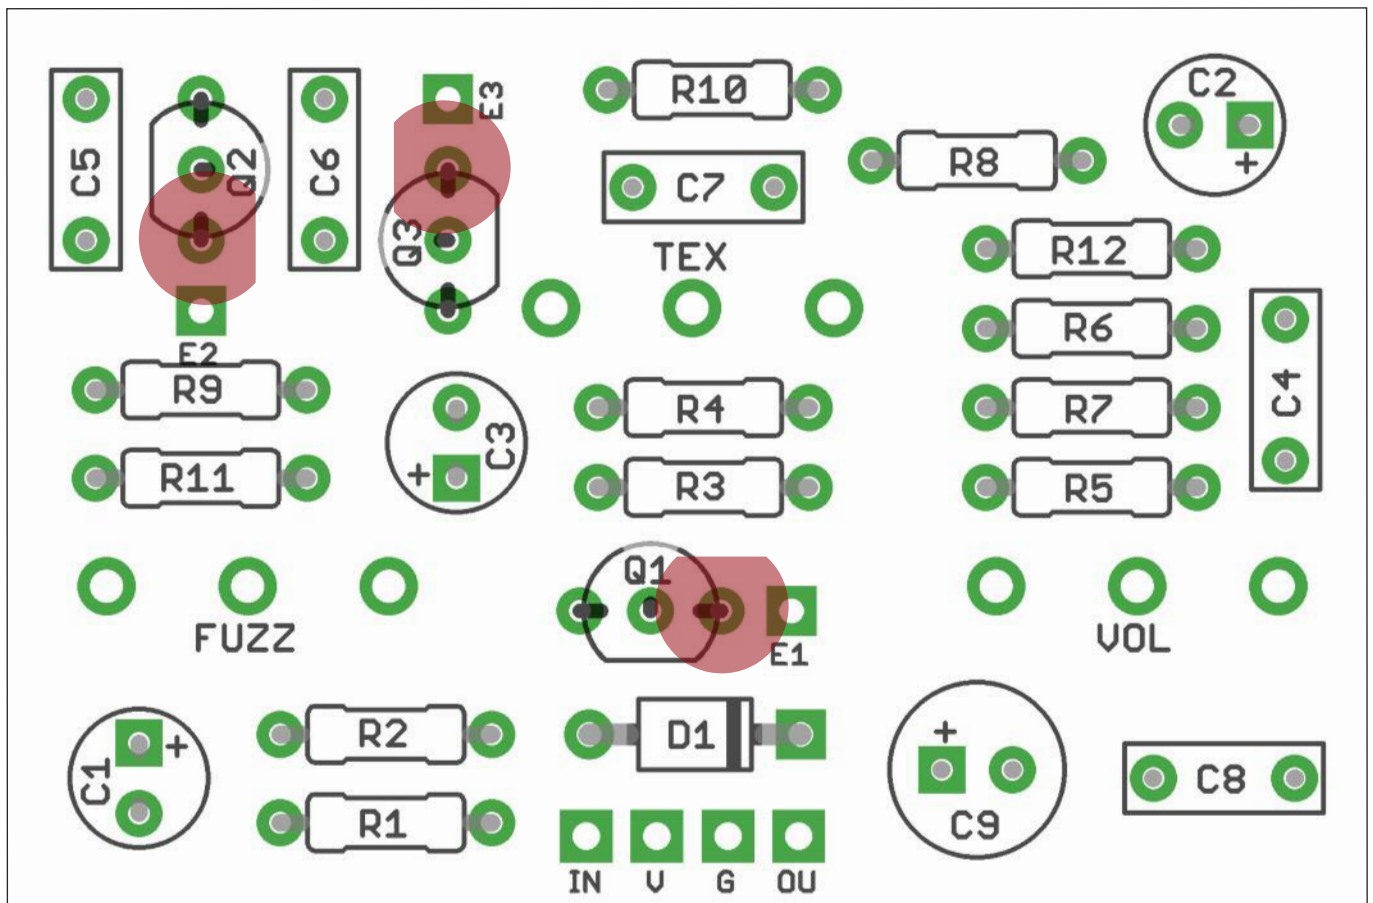 E3
R10
C2
+
C5
Q2
C6
R8
C7
Q3
TEX
R12
E2
R6
R9
R4
R7
C4
C3
+
R11
R3
R5
Q1
FUZZ
VOL
E1
C1
+
R2
D1
+
C9
C8
R1
IN V G OU